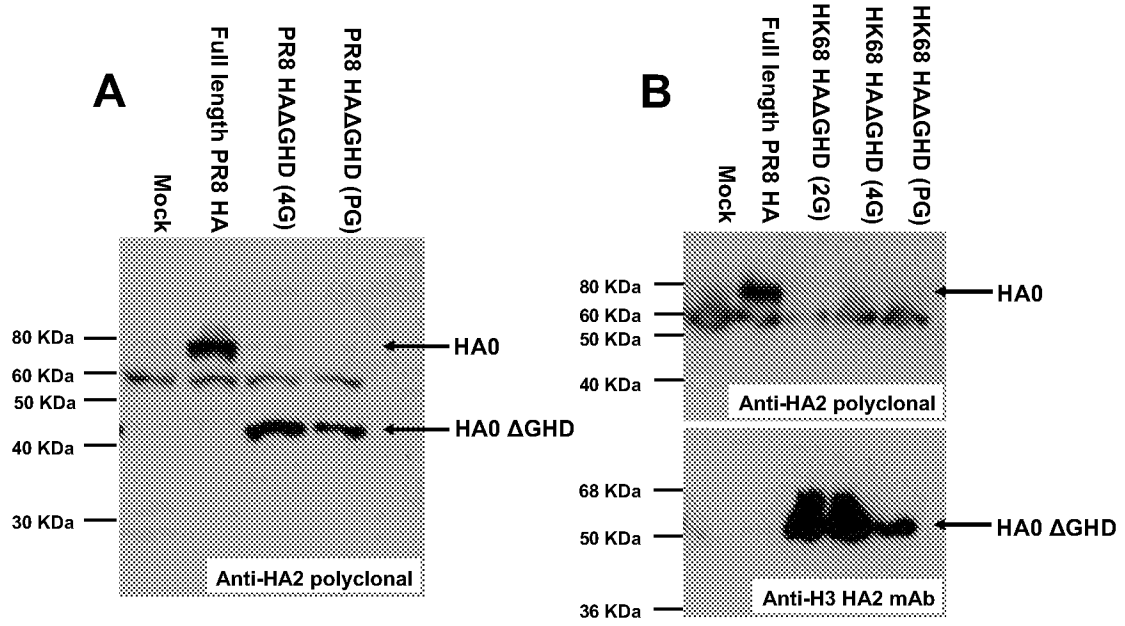 A
Mock
Full length PR8 HA
PR8 HAΔGHD (4G)
PR8 HAΔGHD (PG)
80 KDa
60 KDa
50 KDa
40 KDa
30 KDa
HA0
HA0 ΔGHD
Anti-HA2 polyclonal
B
Mock
Full length PR8 HA
HK68 HAΔGHD (2G)
HK68 HAΔGHD (4G)
HK68 HAΔGHD (PG)
80 KDa
60 KDa
50 KDa
40 KDa
HA0
Anti-HA2 polyclonal
68 KDa
50 KDa
36 KDa
HA0 ΔGHD
Anti-H3 HA2 mAb